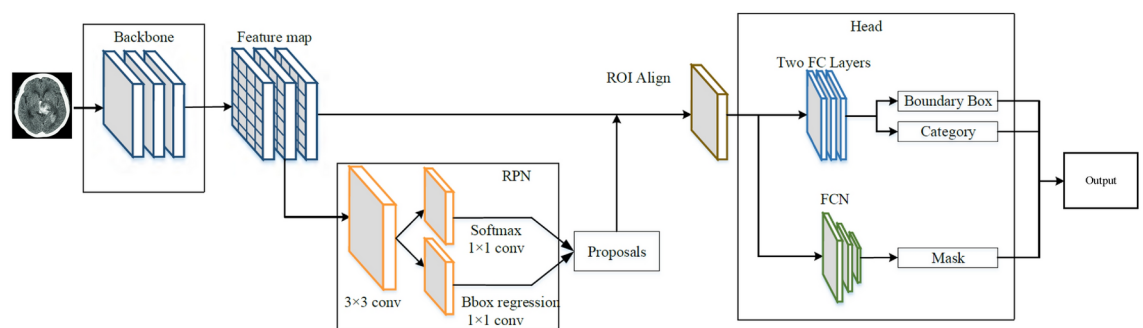 Backbone
Feature map
ROI Align
Head
Two FC Layers
Boundary Box
Category
RPN
Softmax
1×1 conv
Proposals
3×3 conv
Bbox regression
1×1 conv
FCN
Mask
Output